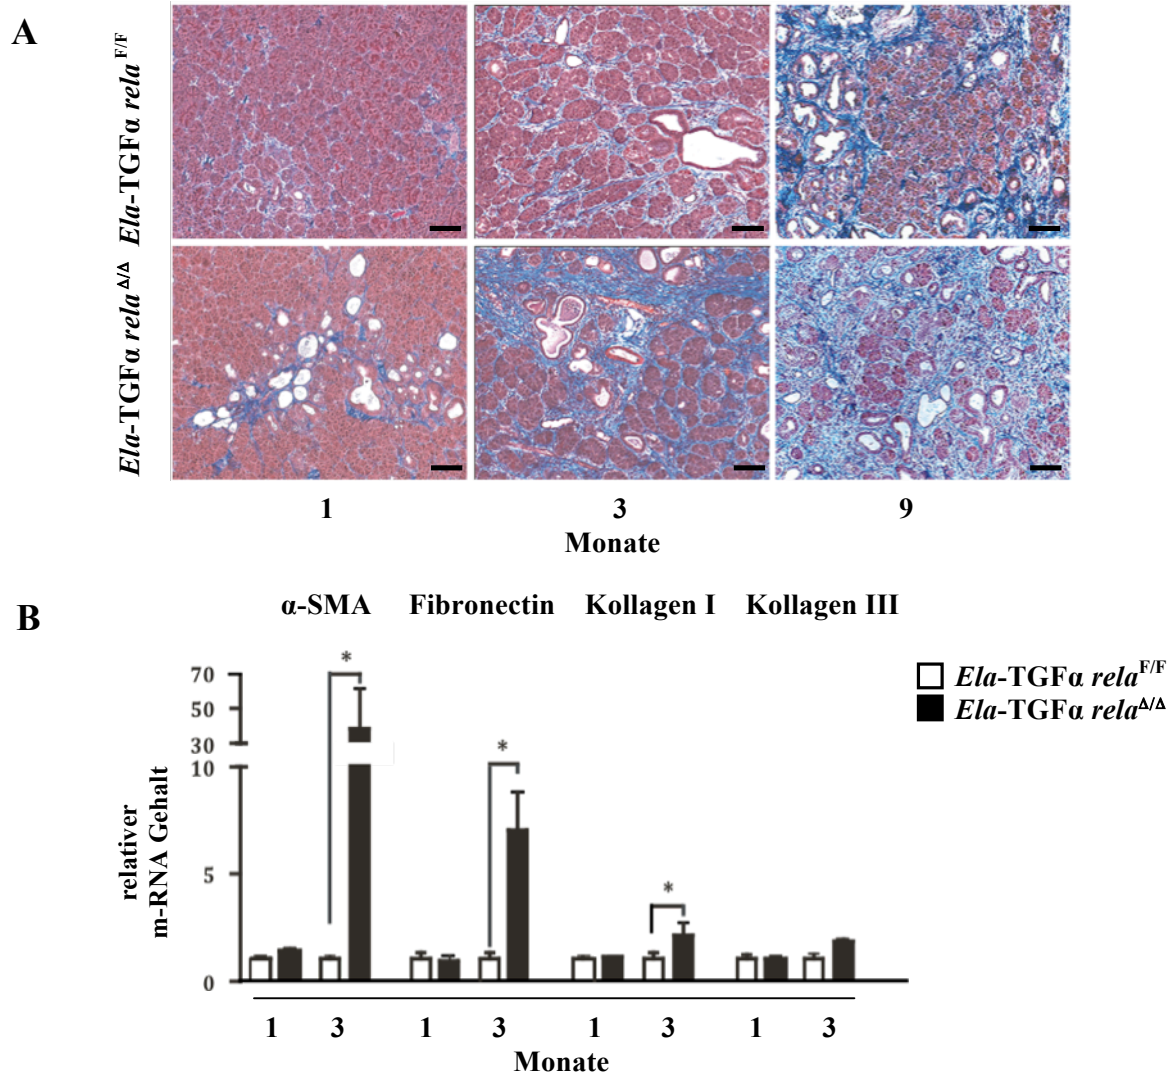 A
Ela-TGFα rela F/F
Ela-TGFα rela Δ/Δ
1 3 9
Monate
B
α-SMA Fibronectin Kollagen I Kollagen III
70
50
30
10
5
0
relativer
m-RNA Gehalt
* * *
Ela-TGFα rela F/F
Ela-TGFα rela Δ/Δ
1 3 1 3 1 3 1 3
Monate